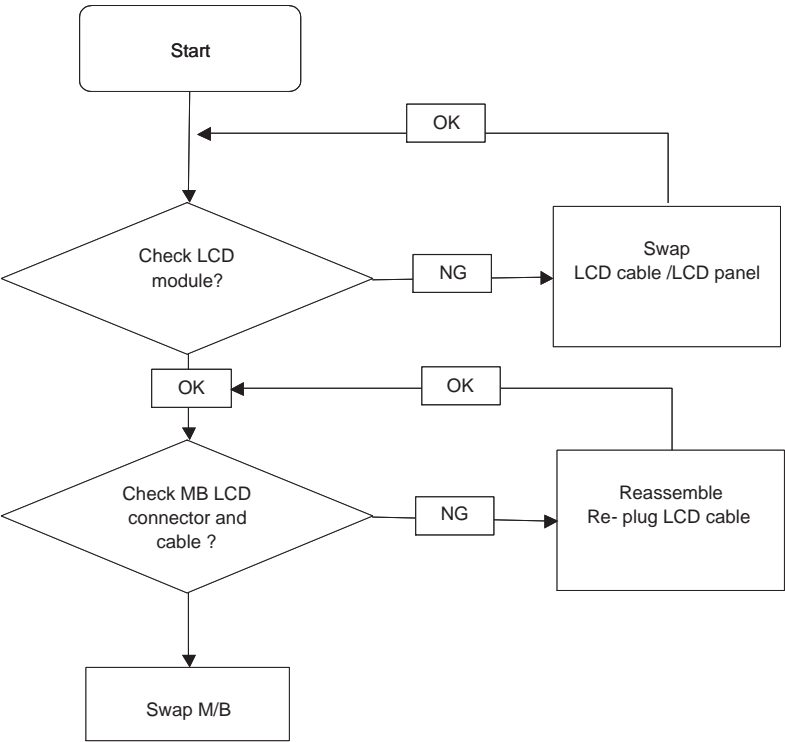 Start
OK
Check LCD
module?
NG
Swap
LCD cable /LCD panel
OK
OK
Check MB LCD
connector and
cable ?
NG
Reassemble
Re- plug LCD cable
Swap M/B